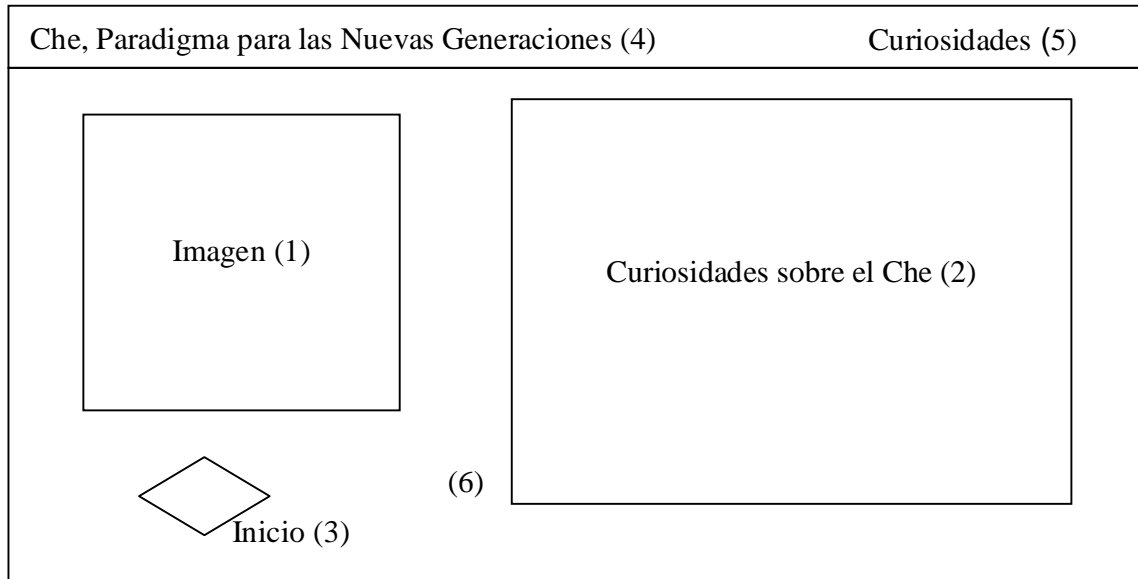 Che, Paradigma para las Nuevas Generaciones (4)
Curiosidades (5)
Imagen (1)
Curiosidades sobre el Che (2)
(6)
Inicio (3)